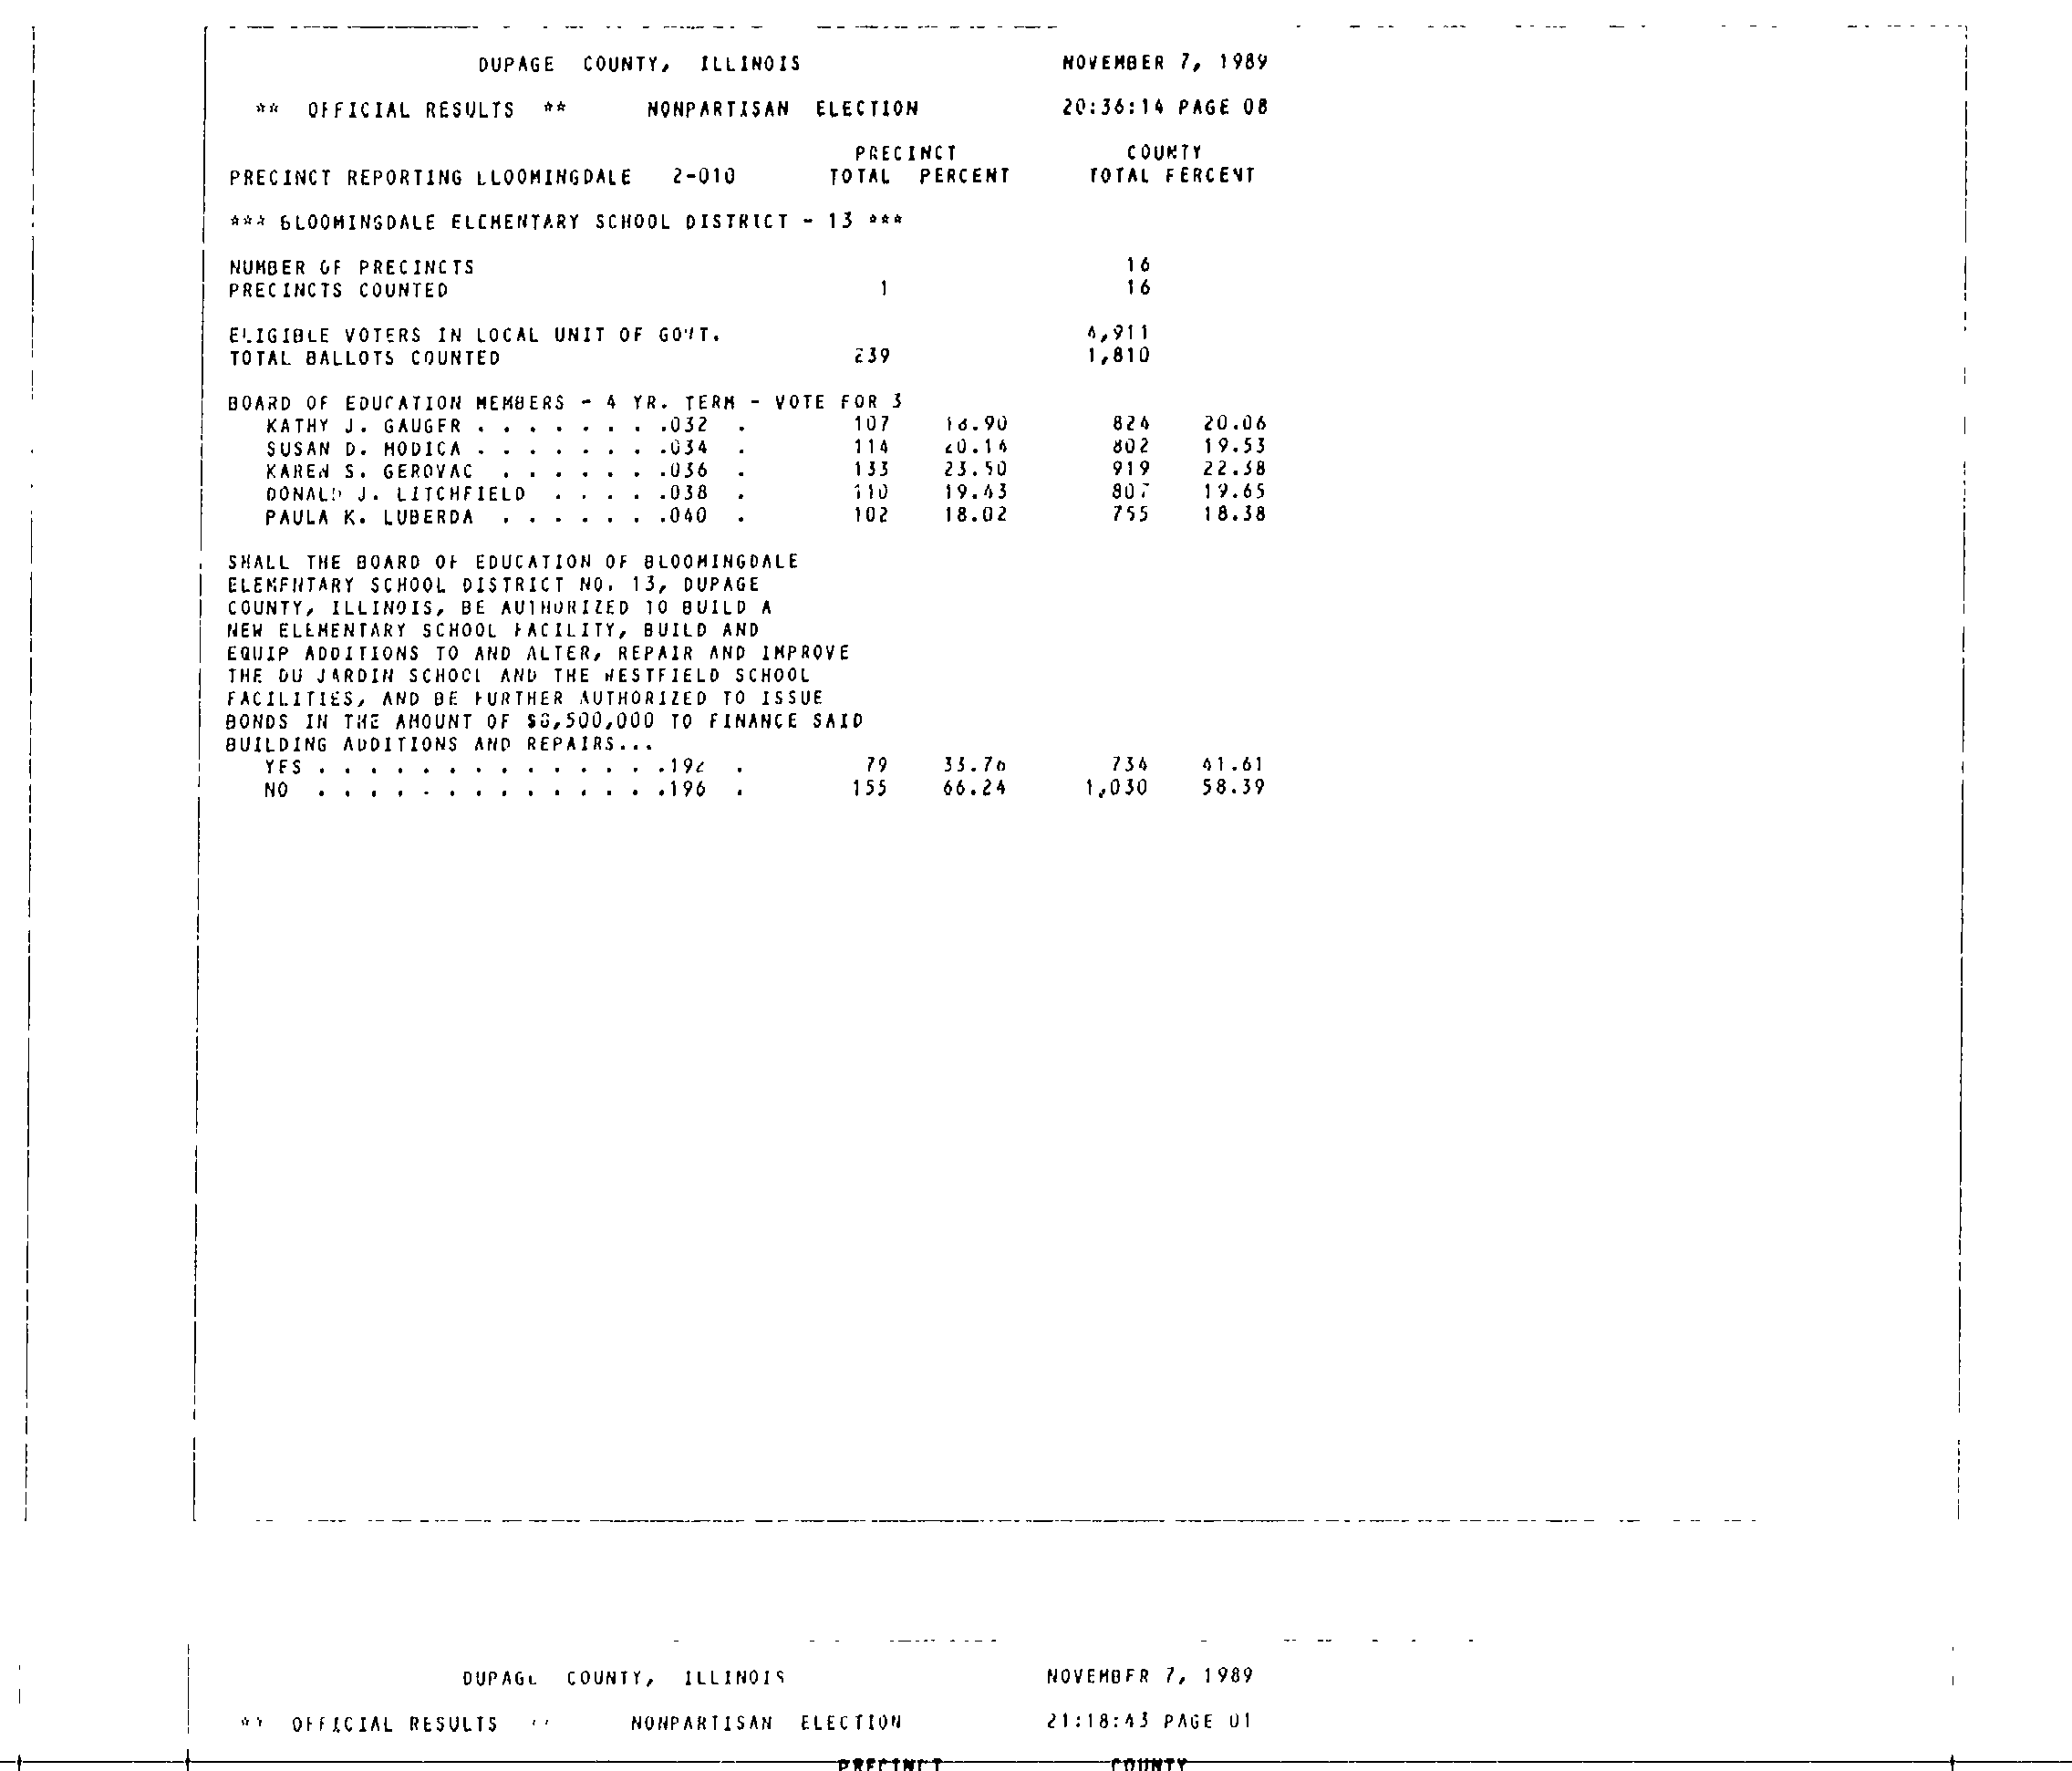 DUPAGE COUNTY, ILLINOIS NOVEMBER 7, 1989
** OFFICIAL RESULTS ** NONPARTISAN ELECTION 20:36:14 PAGE 08
PRECINCT COUNTY
PRECINCT REPORTING BLOOMINGDALE 2-010 TOTAL PERCENT TOTAL PERCENT
*** BLOOMINGDALE ELEMENTARY SCHOOL DISTRICT - 13 ***
NUMBER OF PRECINCTS 16
PRECINCTS COUNTED 1 16
ELIGIBLE VOTERS IN LOCAL UNIT OF GOVT. 4,911
TOTAL BALLOTS COUNTED 239 1,810
BOARD OF EDUCATION MEMBERS - 4 YR. TERM - VOTE FOR 3
KATHY J. GAUGER . . . . . . . .032 . 107 18.90 824 20.06
SUSAN D. MODICA . . . . . . . .034 . 114 20.14 802 19.53
KAREN S. GEROVAC . . . . . . .036 . 133 23.50 919 22.38
DONALD J. LITCHFIELD . . . . .038 . 110 19.43 807 19.65
PAULA K. LUBERDA . . . . . . .040 . 102 18.02 755 18.38
SHALL THE BOARD OF EDUCATION OF BLOOMINGDALE
ELEMENTARY SCHOOL DISTRICT NO. 13, DUPAGE
COUNTY, ILLINOIS, BE AUTHORIZED TO BUILD A
NEW ELEMENTARY SCHOOL FACILITY, BUILD AND
EQUIP ADDITIONS TO AND ALTER, REPAIR AND IMPROVE
THE DU JARDIN SCHOOL AND THE WESTFIELD SCHOOL
FACILITIES, AND BE FURTHER AUTHORIZED TO ISSUE
BONDS IN THE AMOUNT OF TO FINANCE SAID
BUILDING ADDITIONS AND REPAIRS...
YES . . . . . . . . . . . . . . 79 33.76 734 41.61
NO . . . . . . . . . . . . . .196 . 155 66.24 1,030 58.39
DUPAGE COUNTY, ILLINOIS NOVEMBER 7, 1989
** OFFICIAL RESULTS NONPARTISAN ELECTION 21:18:43 PAGE 01
PRECINCT COUNTY